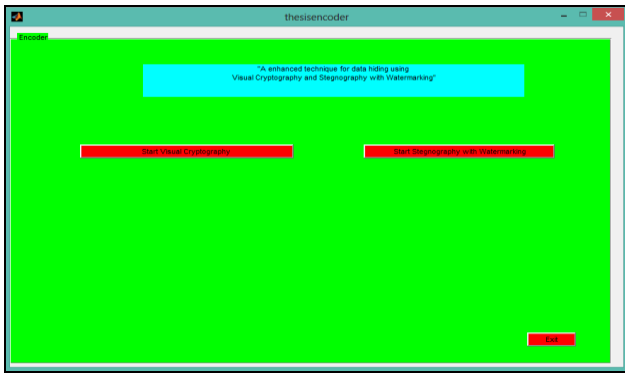 thesisencoder
Encoder
"A enhanced technique for data hiding using
Visual Cryptography and Stegnography with Watermarking"
Start Visual Cryptography
Start Stegnography with Watermarking
Exit